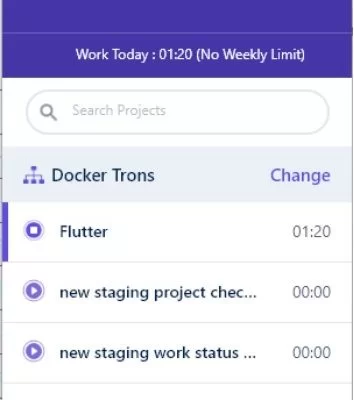 Work Today : 01:20 (No Weekly Limit)
Search Projects
Docker Trons Change
Flutter 01:20
new staging project chec... 00:00
new staging work status ... 00:00